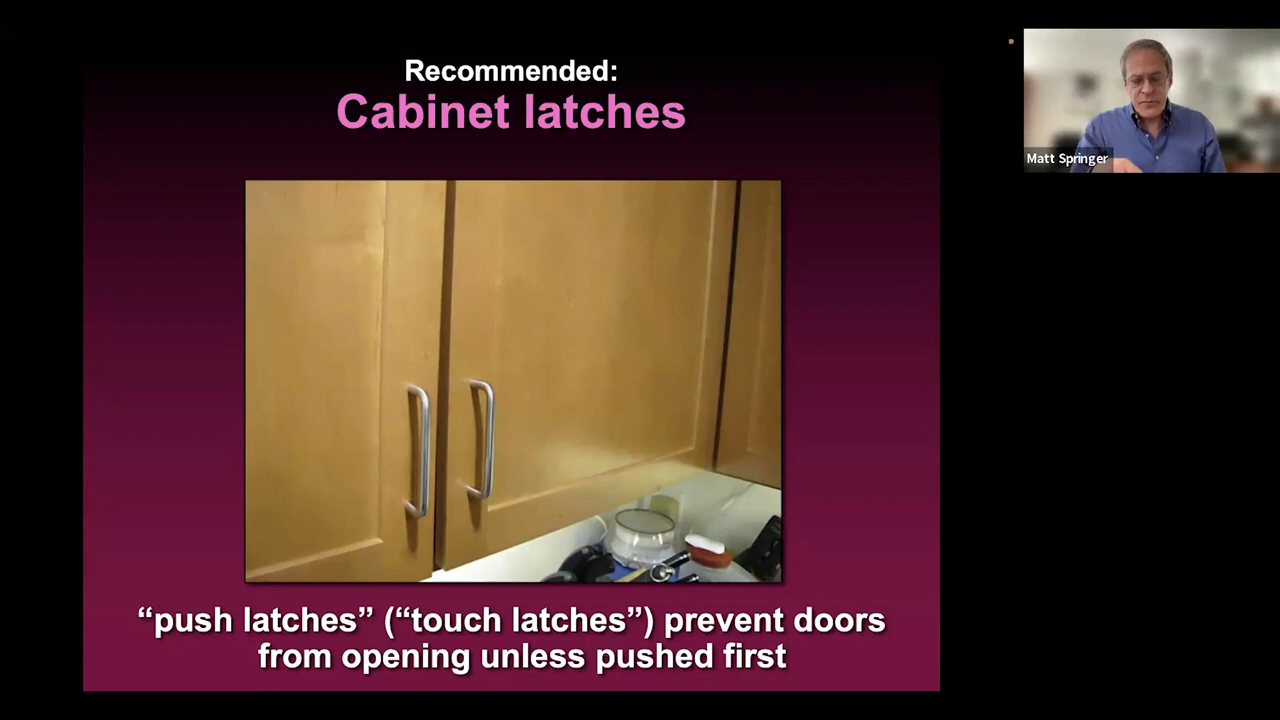 Recommended:
Cabinet latches
“push latches” (“touch latches”) prevent doors
from opening unless pushed first
Matt Springer